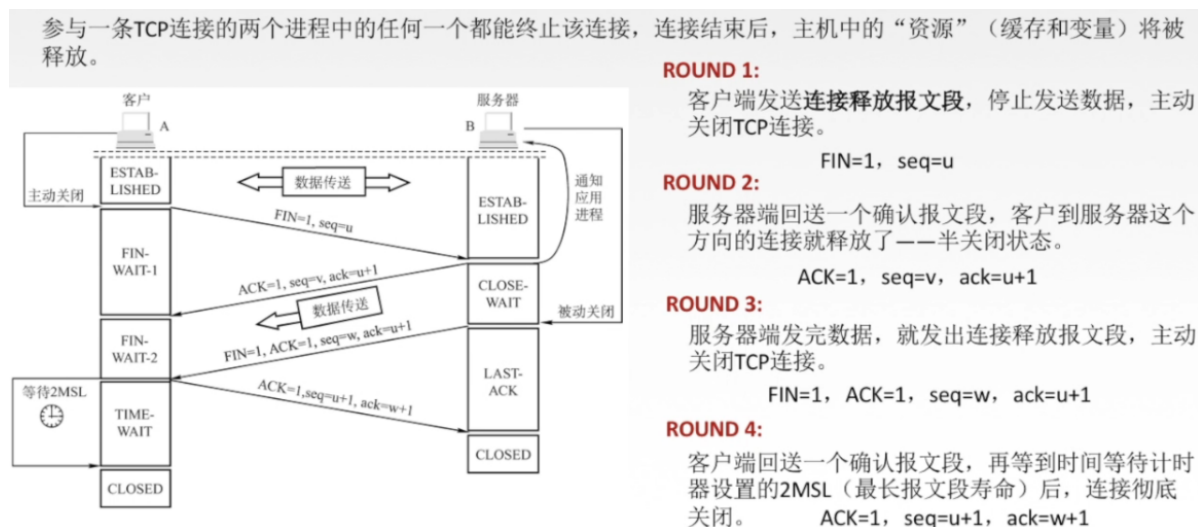 参与一条TCP连接的两个进程中的任何一个都能终止该连接，连接结束后，主机中的“资源”（缓存和变量）将被
释放。
客户
A
服务器
B
ESTAB-
LISHED
主动关闭
数据传送
ESTAB-
LISHED
通知
应用
进程
FIN=1, seq=u
FIN-
WAIT-1
ACK=1, seq=v, ack=u+1
CLOSE-
WAIT
数据传送
被动关闭
FIN-
WAIT-2
FIN=1, ACK=1, seq=w, ack=u+1
LAST-
ACK
等待2MSL
ACK=1,seq=u+1, ack=w+1
TIME-
WAIT
CLOSED
CLOSED
ROUND 1:
客户端发送连接释放报文段，停止发送数据，主动
关闭TCP连接。
FIN=1，seq=u
ROUND 2:
服务器端回送一个确认报文段，客户到服务器这个
方向的连接就释放了——半关闭状态。
ACK=1，seq=v，ack=u+1
ROUND 3:
服务器端发完数据，就发出连接释放报文段，主动
关闭TCP连接。
FIN=1，ACK=1，seq=w，ack=u+1
ROUND 4:
客户端回送一个确认报文段，再等到时间等待计时
器设置的2MSL（最长报文段寿命）后，连接彻底
关闭。 ACK=1，seq=u+1，ack=w+1